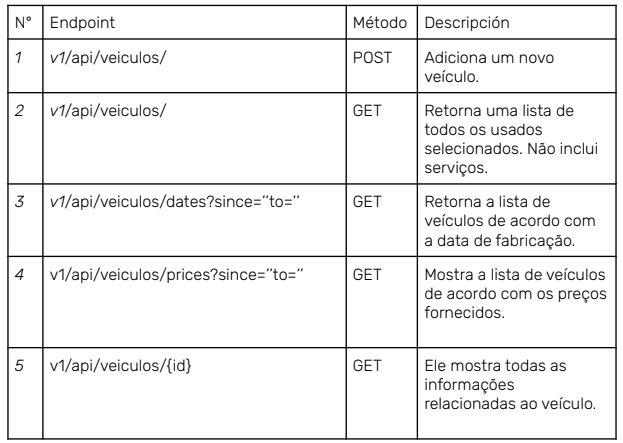 N° Endpoint Método Descripción
1 v1/api/veiculos/ POST Adiciona um novo
veículo.
2 v1/api/veiculos/ GET Retorna uma lista de
todos os usados
selecionados. Não inclui
serviços.
3 v1/api/veiculos/dates?since=’’to=’’ GET Retorna a lista de
veículos de acordo com
a data de fabricação.
4 v1/api/veiculos/prices?since=’’to=’’ GET Mostra a lista de veículos
de acordo com os preços
fornecidos.
5 v1/api/veiculos/{id} GET Ele mostra todas as
informações
relacionadas ao veículo.